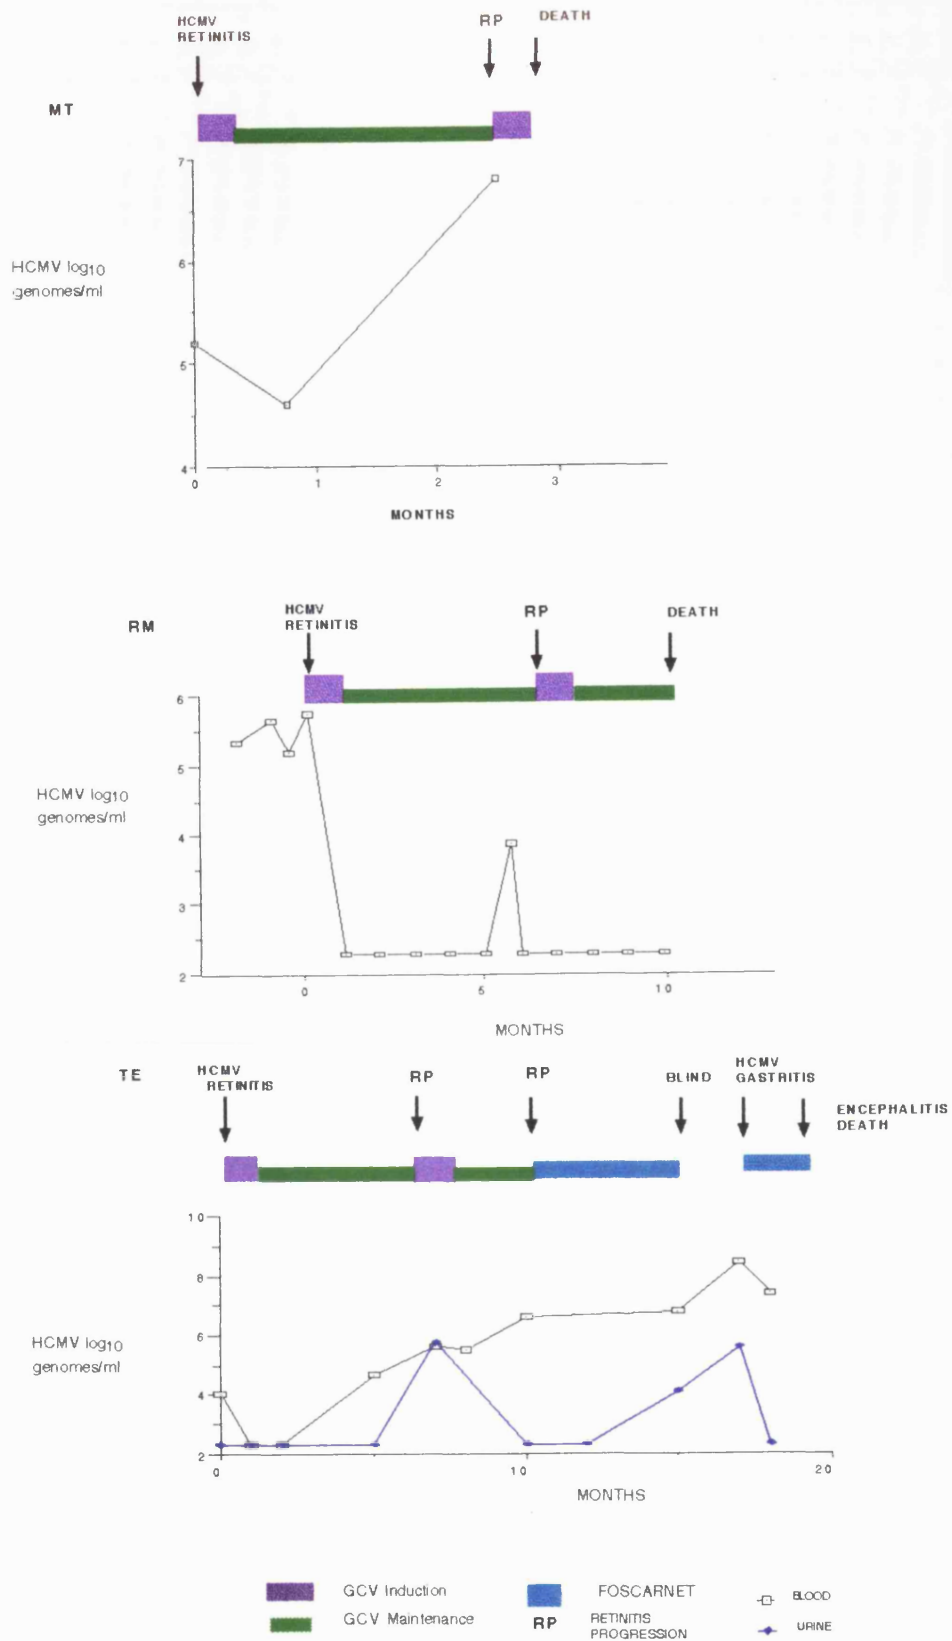 HCMV
RETINITIS
RP
DEATH
MT
7
6
HCMV log10
genomes/ml
5
4
0 1 2 3
MONTHS
RM
HCMV
RETINITIS
RP
DEATH
6
5
HCMV log10
genomes/ml
4
3
2
0 5 10
MONTHS
TE
HCMV
RETINITIS
RP
RP
BLIND
HCMV
GASTRITIS
ENCEPHALITIS
DEATH
10
8
HCMV log10
genomes/ml
6
4
2
0 10 20
MONTHS
GCV Induction
FOSCARNET
BLOOD
GCV Maintenance
RP
RETINITIS
PROGRESSION
URINE